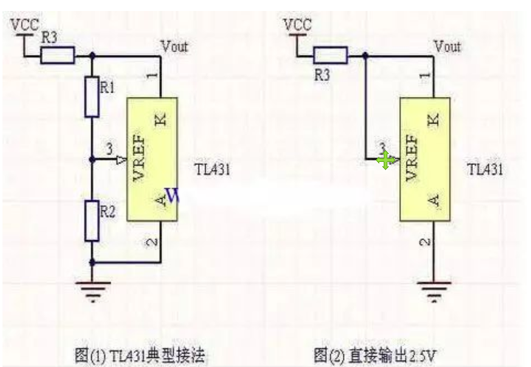 VCC
R3
Vout
1
R1
K
3
VREF
TL431
R2
A
W
2
图(1) TL431典型接法
VCC
R3
Vout
1
K
3
VREF
TL431
A
2
图(2) 直接输出2.5V